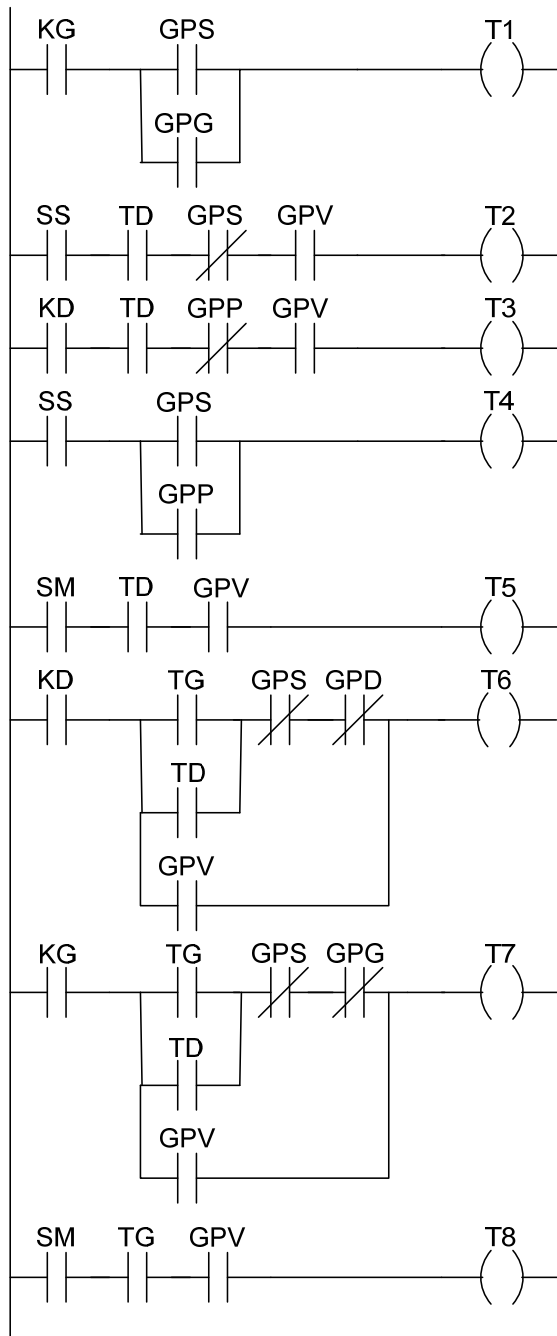 KG GPS T1
GPG
SS TD GPS GPV T2
KD TD GPP GPV T3
SS GPS T4
GPP
SM TD GPV T5
KD TG GPS GPD T6
TD
GPV
KG TG GPS GPG T7
TD
GPV
SM TG GPV T8